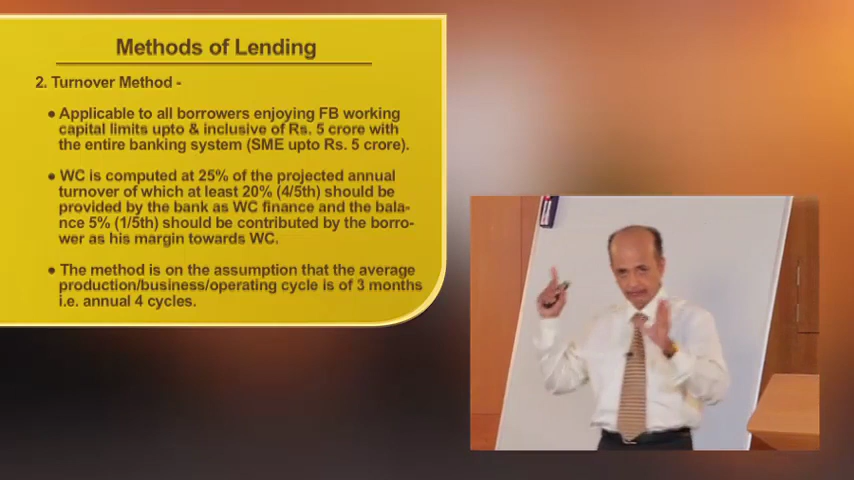 Methods of Lending
2. Turnover Method -
● Applicable to all borrowers enjoying FB working
capital limits upto & inclusive of Rs. 5 crore with
the entire banking system (SME upto Rs. 5 crore).
● WC is computed at 25% of the projected annual
turnover of which at least 20% (4/5th) should be
provided by the bank as WC finance and the bala-
nce 5% (1/5th) should be contributed by the borro-
wer as his margin towards WC.
● The method is on the assumption that the average
production/business/operating cycle is of 3 months
i.e. annual 4 cycles.